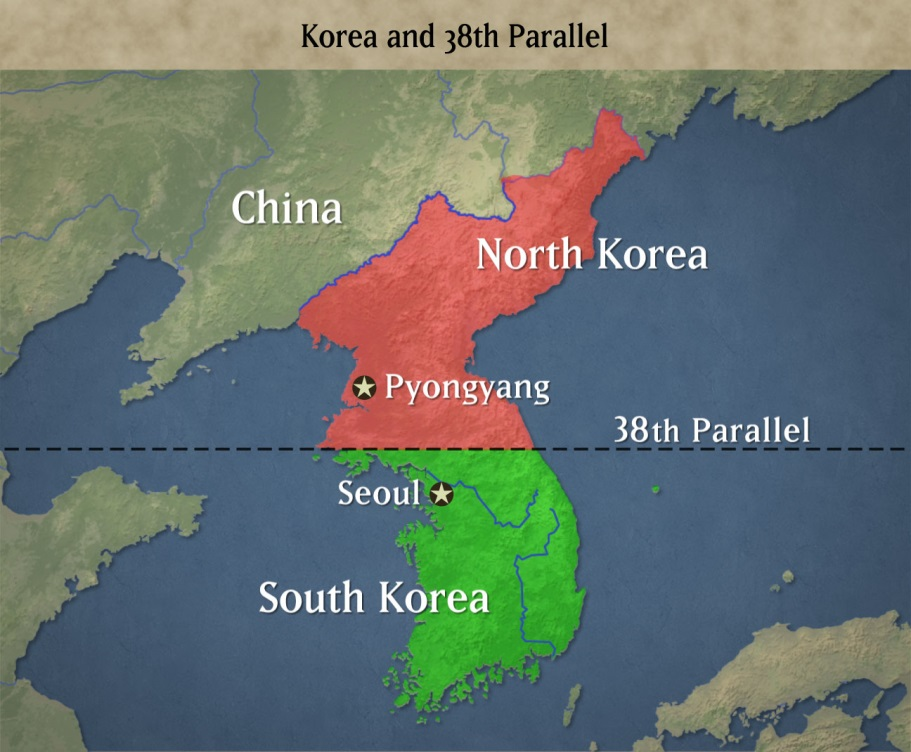 Korea and 38th Parallel
China
North Korea
Pyongyang
38th Parallel
Seoul
South Korea